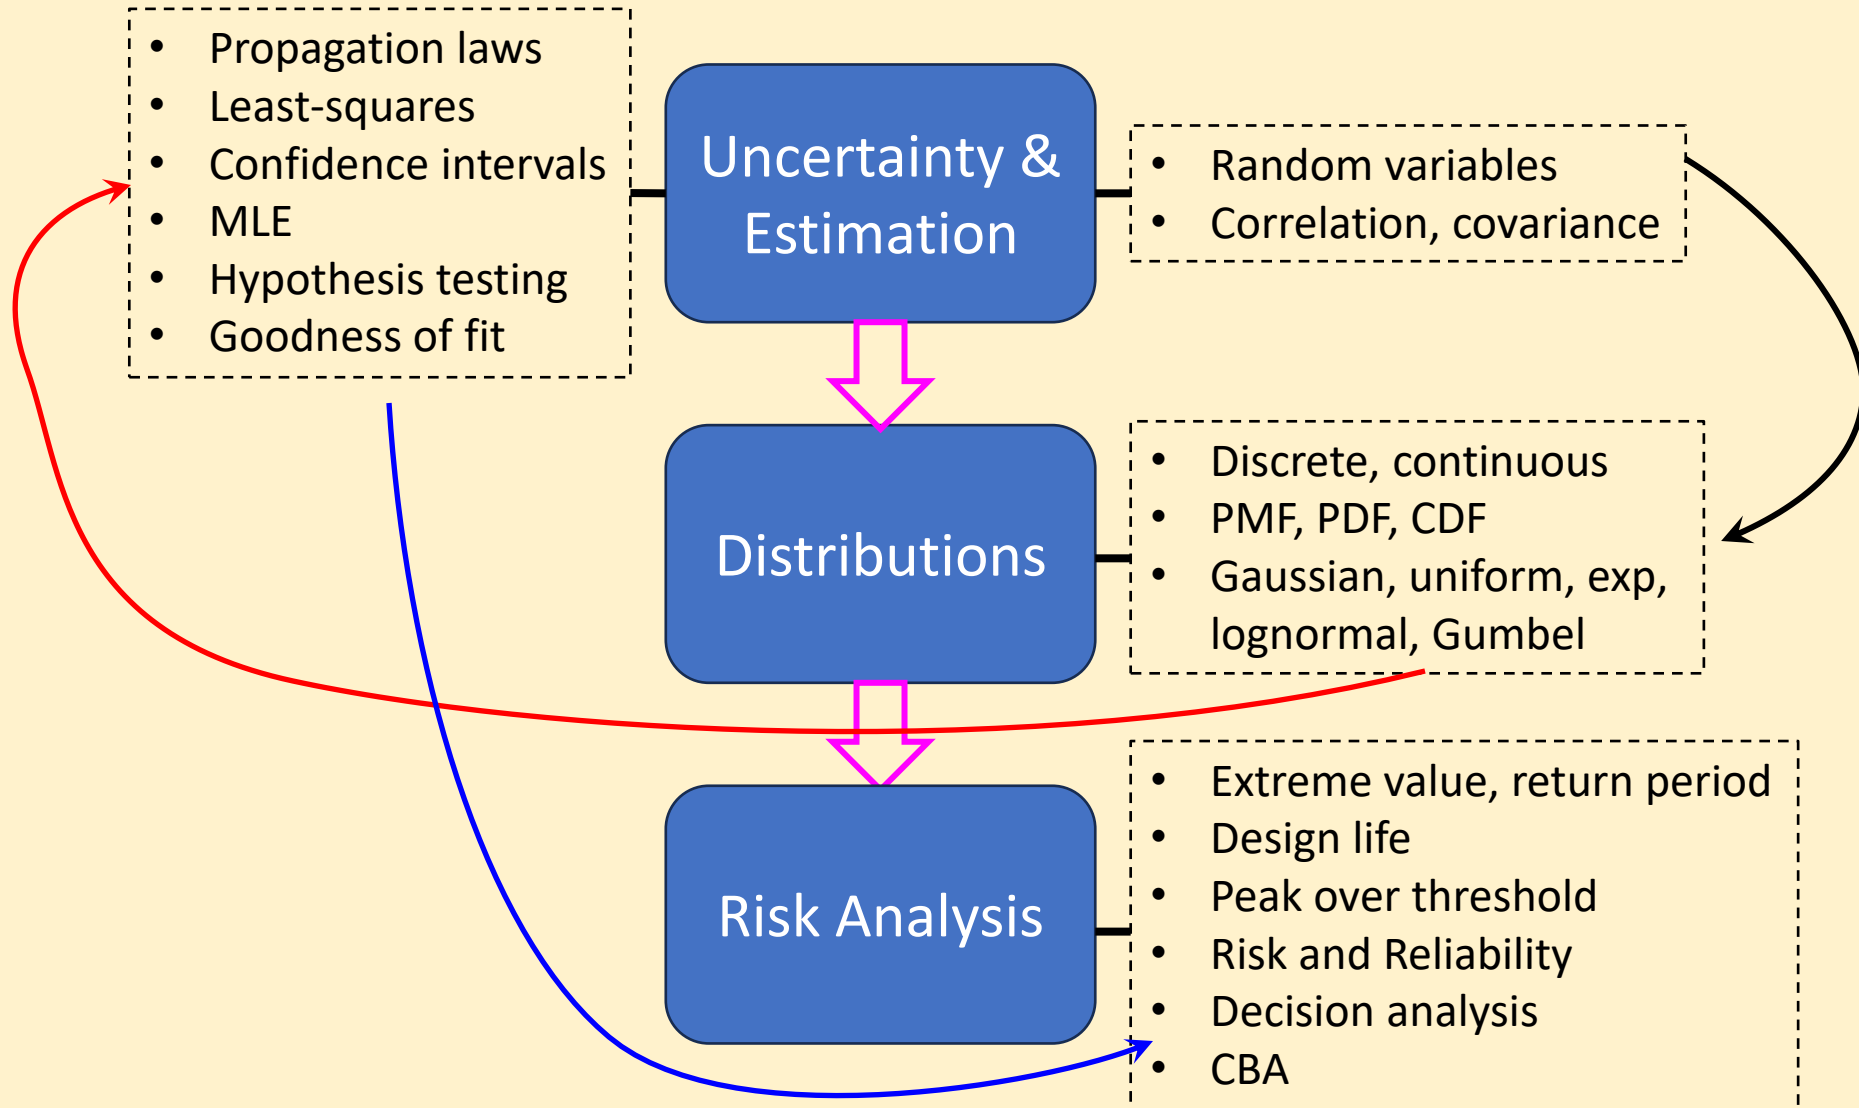 • Propagation laws
• Least-squares
• Confidence intervals
• MLE
• Hypothesis testing
• Goodness of fit
Uncertainty &
Estimation
• Random variables
• Correlation, covariance
Distributions
• Discrete, continuous
• PMF, PDF, CDF
• Gaussian, uniform, exp,
lognormal, Gumbel
Risk Analysis
• Extreme value, return period
• Design life
• Peak over threshold
• Risk and Reliability
• Decision analysis
• CBA